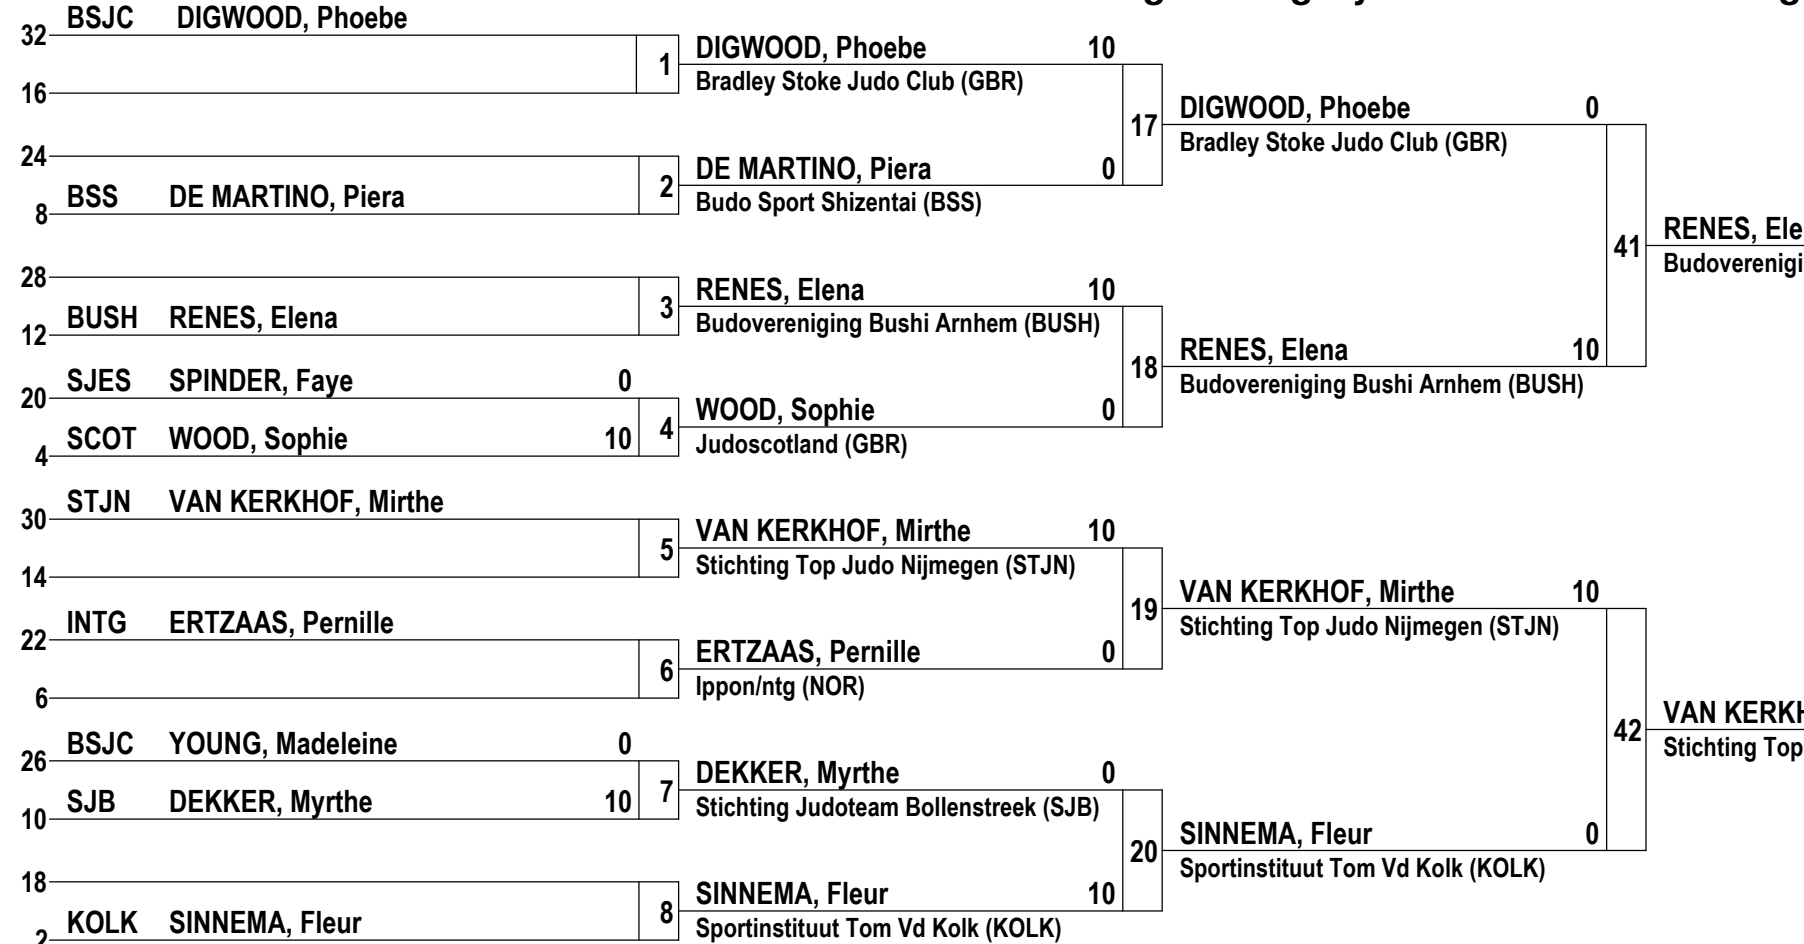 BSJC DIGWOOD, Phoebe
32
1
16
DIGWOOD, Phoebe 10
Bradley Stoke Judo Club (GBR)
17
24
2
BSS DE MARTINO, Piera
8
DE MARTINO, Piera 0
Budo Sport Shizentai (BSS)
DIGWOOD, Phoebe 0
Bradley Stoke Judo Club (GBR)
41
28
3
BUSH RENES, Elena
12
RENES, Elena 10
Budovereniging Bushi Arnhem (BUSH)
18
SJES SPINDER, Faye 0
20
4
SCOT WOOD, Sophie 10
4
WOOD, Sophie 0
Judoscotland (GBR)
RENES, Elena 10
Budovereniging Bushi Arnhem (BUSH)
RENES, Ele
Budoverenigi
STJN VAN KERKHOF, Mirthe
30
5
14
VAN KERKHOF, Mirthe 10
Stichting Top Judo Nijmegen (STJN)
19
INTG ERTZAAS, Pernille
22
6
6
ERTZAAS, Pernille 0
Ippon/ntg (NOR)
VAN KERKHOF, Mirthe 10
Stichting Top Judo Nijmegen (STJN)
42
BSJC YOUNG, Madeleine 0
26
7
SJB DEKKER, Myrthe 10
10
DEKKER, Myrthe 0
Stichting Judoteam Bollenstreek (SJB)
20
18
8
KOLK SINNEMA, Fleur
2
SINNEMA, Fleur 10
Sportinstituut Tom Vd Kolk (KOLK)
SINNEMA, Fleur 0
Sportinstituut Tom Vd Kolk (KOLK)
VAN KERKH
Stichting Top